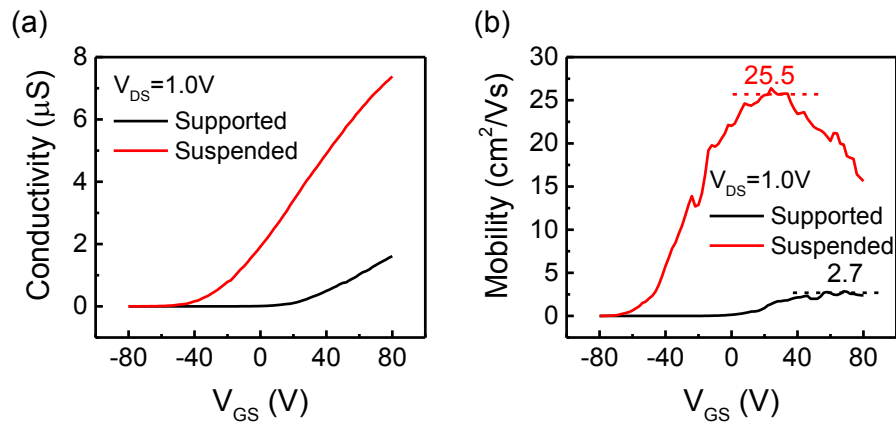 (a)
8
6
4
2
0
Conductivity (μS)
V_DS=1.0V
Supported
Suspended
-80
-40
0
40
80
V_GS (V)
(b)
30
25
20
15
10
5
0
Mobility (cm²/Vs)
25.5
V_DS=1.0V
Supported
Suspended
2.7
-80
-40
0
40
80
V_GS (V)